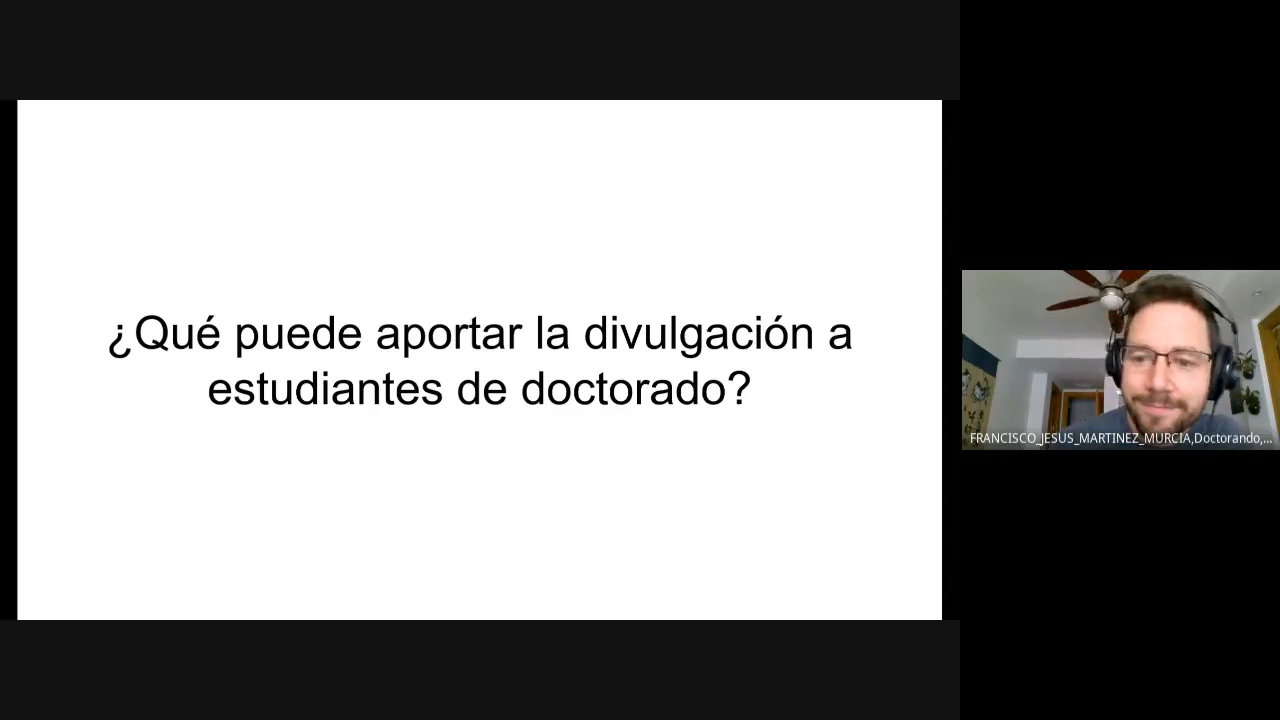 ¿Qué puede aportar la divulgación a
estudiantes de doctorado?
FRANCISCO_JESUS_MARTINEZ_MURCIA,Doctorando,...